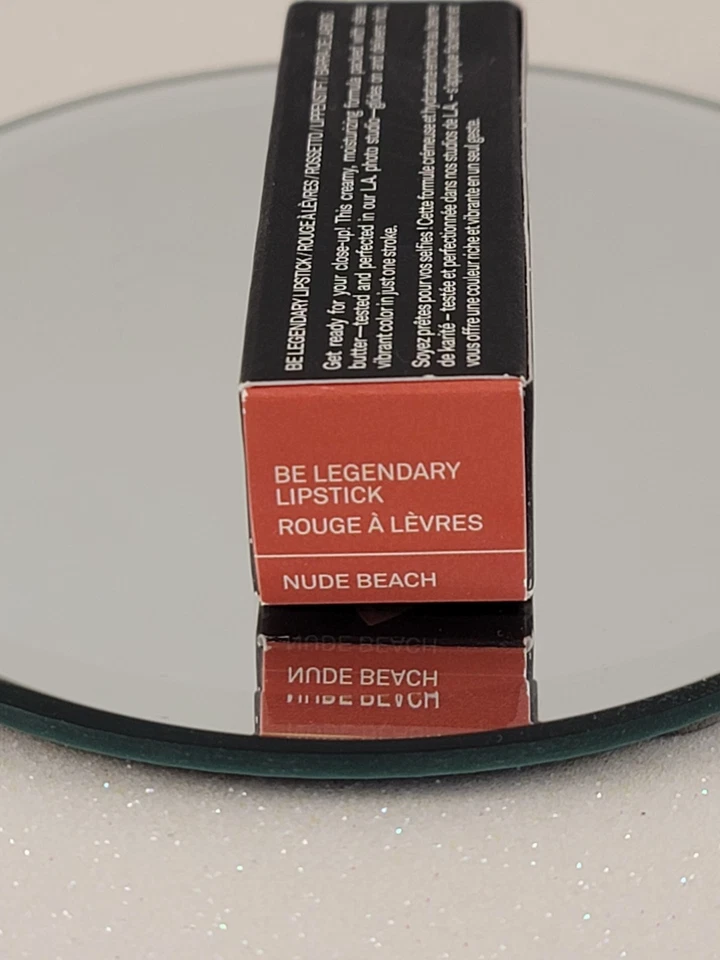 BE LEGENDARY LIPSTICK / ROUGE À LÈVRES / ROSSETTO / LIPPENSTIFT / BARRA DE LABIOS
Get ready for your close-up! This creamy, moisturizing formula packed with shea
butter—tested and perfected in our L.A. photo studio—glides on and delivers rich,
vibrant color in just one stroke.
Soyez prêtes pour vos selfies ! Cette formule crémeuse et hydratante enrichie au beurre
de karité – testée et perfectionnée dans nos studios de L.A. – s'applique facilement et
vous offre une couleur riche et vibrante en un seul geste.
BE LEGENDARY
LIPSTICK
ROUGE À LÈVRES
NUDE BEACH
NUDE BEACH